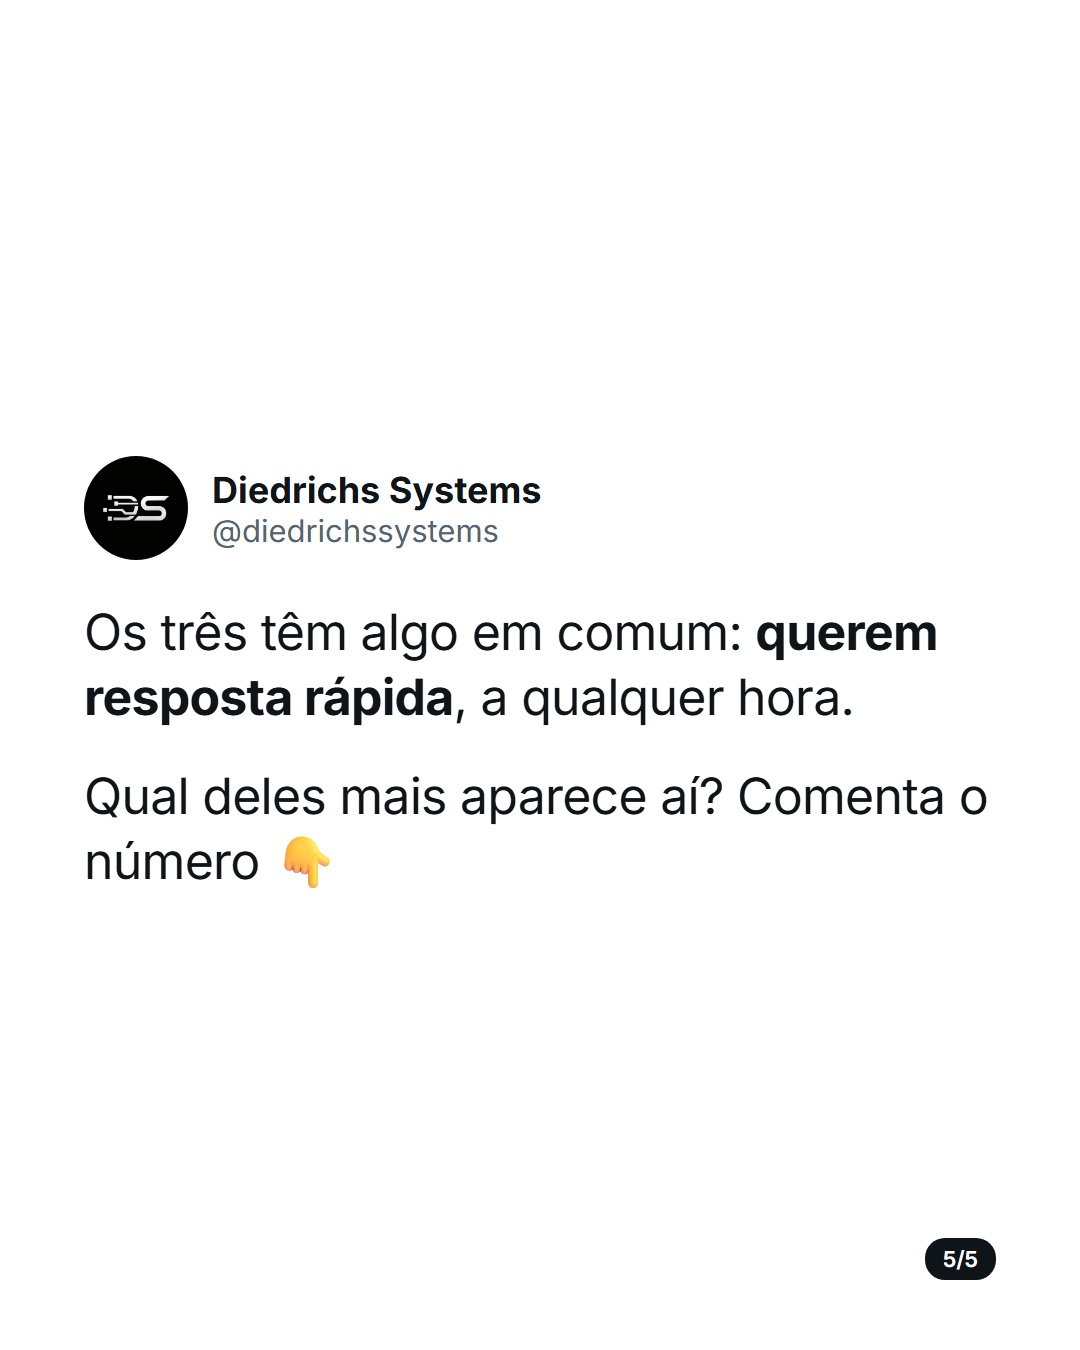 DS
Diedrichs Systems
@diedrichssystems
Os três têm algo em comum: querem
resposta rápida, a qualquer hora.
Qual deles mais aparece aí? Comenta o
número 👇
5/5